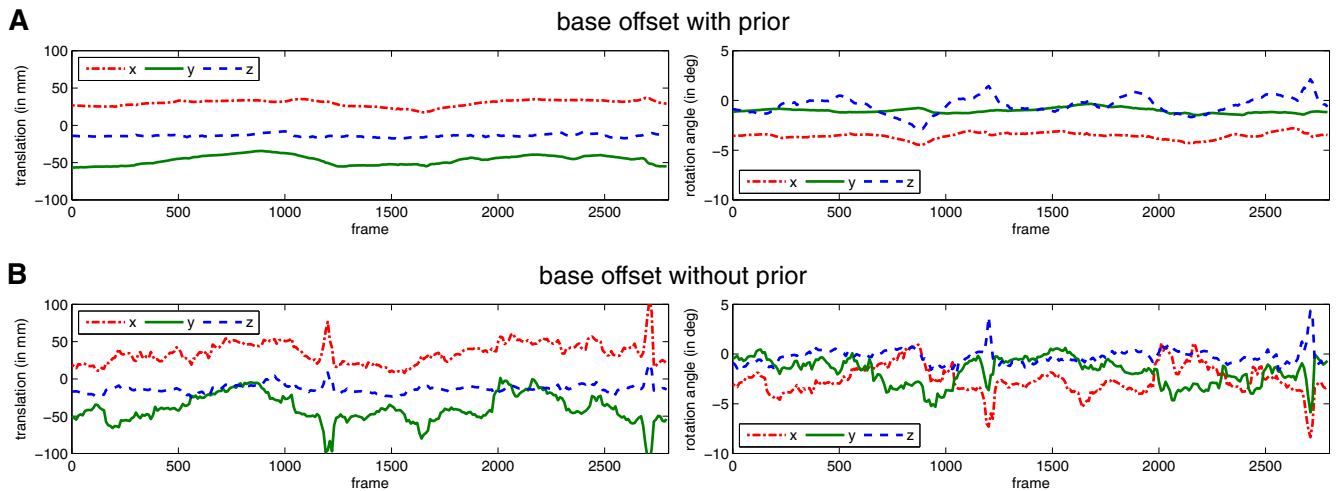 A
base offset with prior
translation (in mm)
100
50
0
−50
−100
x y z
0 500 1000 1500 2000 2500
frame
rotation angle (in deg)
5
0
−5
−10
x y z
0 500 1000 1500 2000 2500
frame
B
base offset without prior
translation (in mm)
100
50
0
−50
−100
x y z
0 500 1000 1500 2000 2500
frame
rotation angle (in deg)
5
0
−5
−10
x y z
0 500 1000 1500 2000 2500
frame